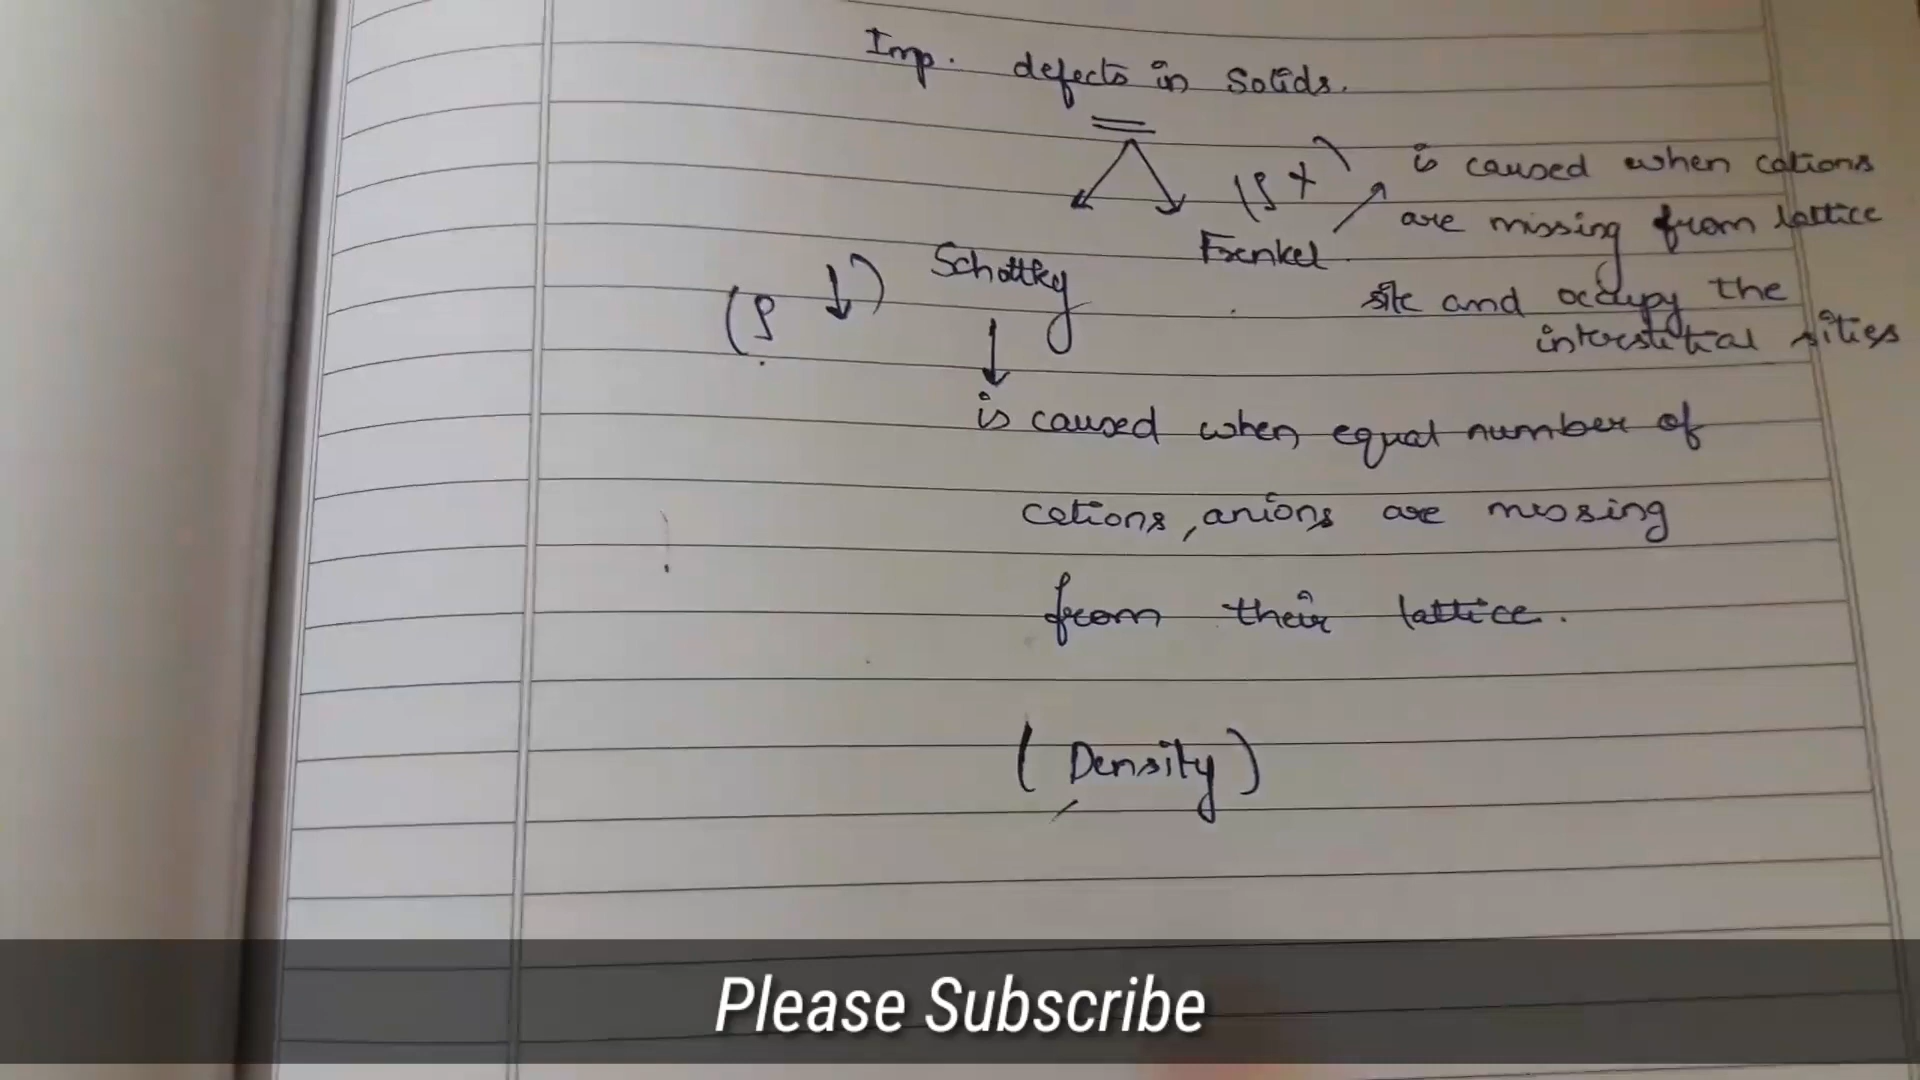 Imp. defects in Solids.
(ρ ×)
is caused when cations
are missing from lattice
Frenkel
site and occupy the
interstitial sities
Schottky
(ρ ↓)
is caused when equal number of
cations, anions are missing
from their lattice.
(Density)
Please Subscribe